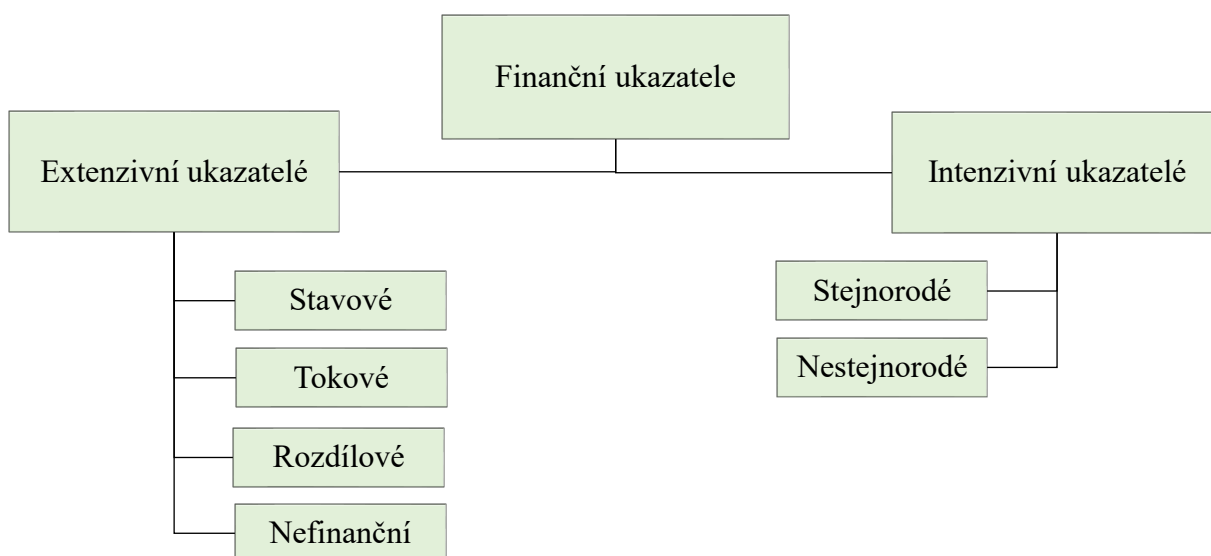 Finanční ukazatele
Extenzivní ukazatelé
Intenzivní ukazatelé
Stavové
Tokové
Rozdílové
Nefinanční
Stejnorodé
Nestejnorodé